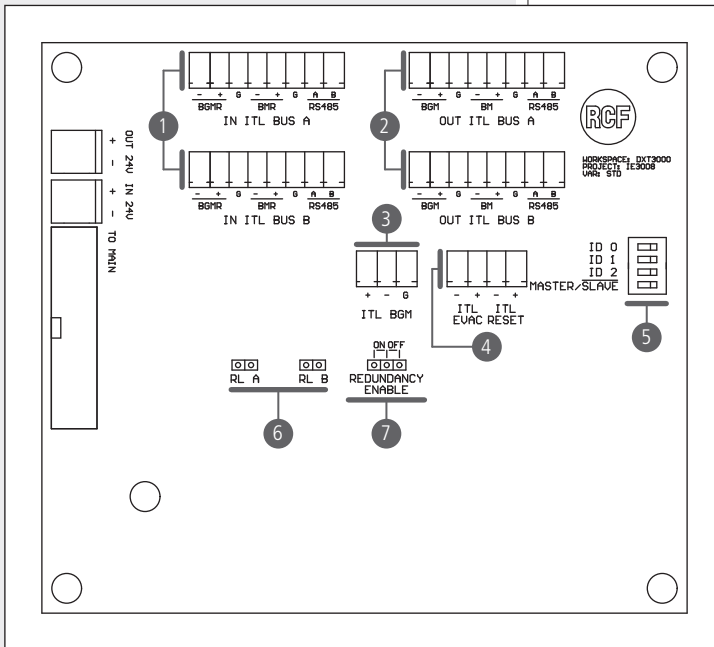 - + G - + G A B
BGMR BMR RS485
IN ITL BUS A
- + G - + G A B
BGM BM RS485
OUT ITL BUS A
1
2
RCF
WORKSPACE: DXT3000
PROJECT: IE3008
VAR: STD
+ - OUT 24V
+ - IN 24V
TO MAIN
- + G - + G A B
BGMR BMR RS485
IN ITL BUS B
- + G - + G A B
BGM BM RS485
OUT ITL BUS B
3
+ - G
ITL BGM
- + - +
ITL ITL
EVAC RESET
4
ID 0
ID 1
ID 2
MASTER/SLAVE
5
RL A
RL B
6
ON OFF
REDUNDANCY
ENABLE
7